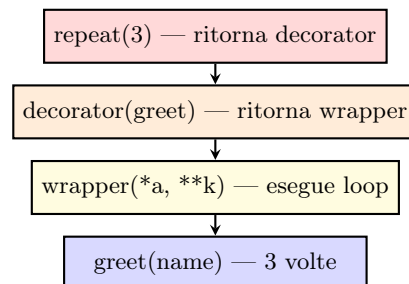 repeat(3) — ritorna decorator
decorator(greet) — ritorna wrapper
wrapper(*a, **k) — esegue loop
greet(name) — 3 volte